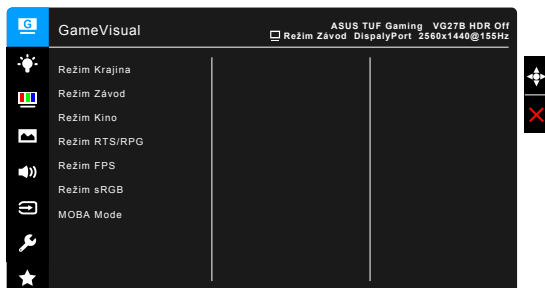 G
GameVisual
ASUS TUF Gaming VG27B HDR Off
Režim Závod DispalyPort 2560x1440@155Hz
Režim Krajina
Režim Závod
Režim Kino
Režim RTS/RPG
Režim FPS
Režim sRGB
MOBA Mode